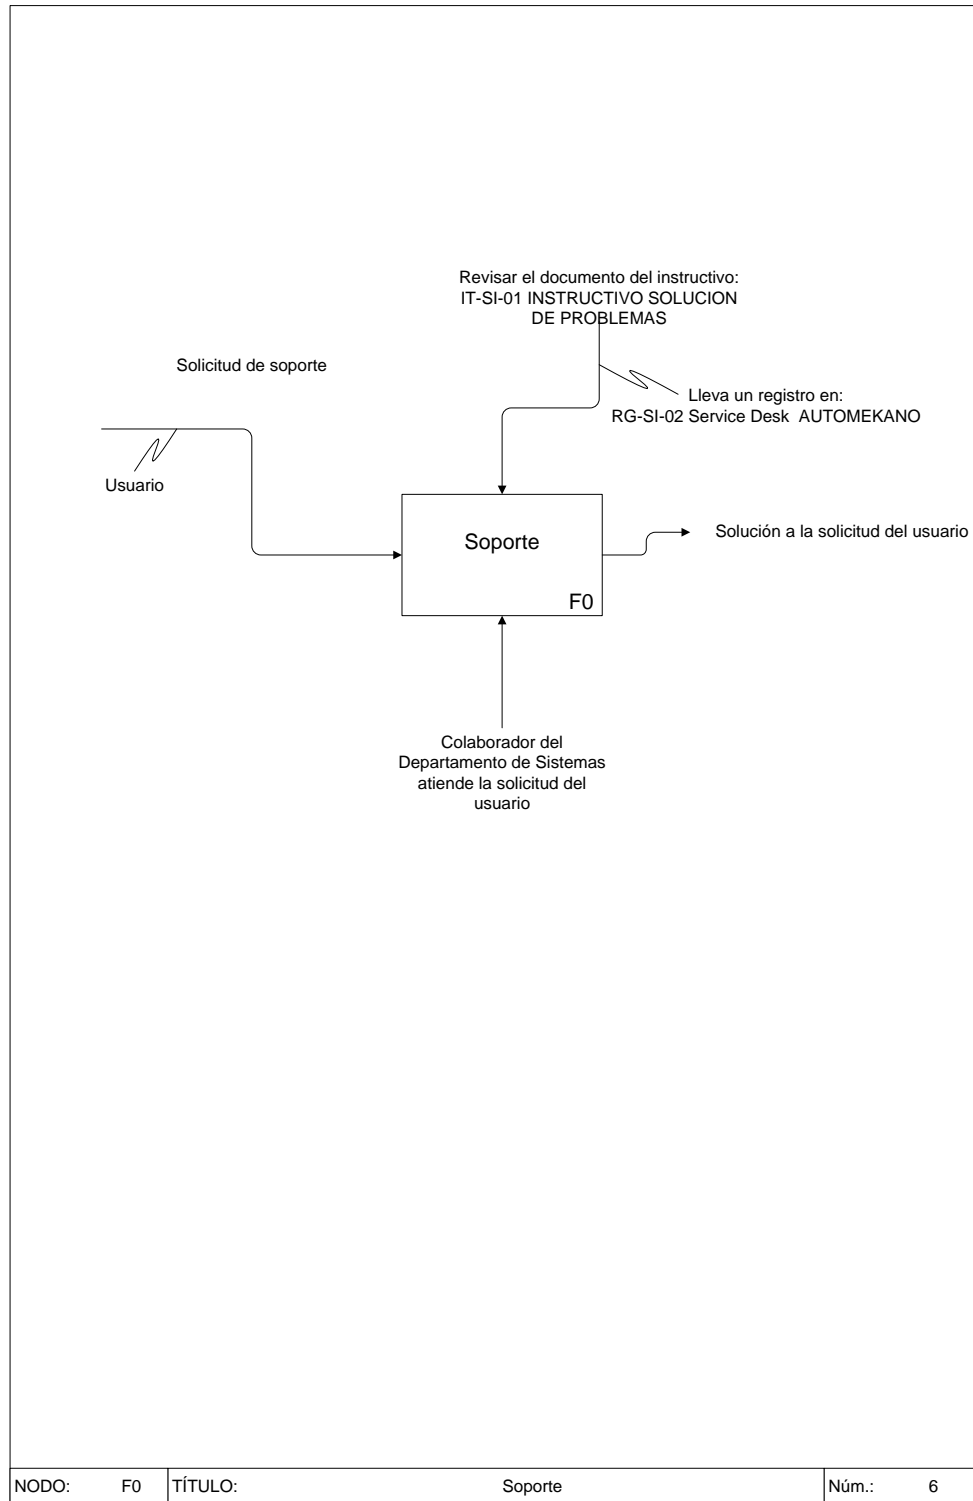 Revisar el documento del instructivo:
IT-SI-01 INSTRUCTIVO SOLUCION
DE PROBLEMAS
Solicitud de soporte
Lleva un registro en:
RG-SI-02 Service Desk  AUTOMEKANO
Usuario
Soporte
F0
Solución a la solicitud del usuario
Colaborador del
Departamento de Sistemas
atiende la solicitud del
usuario
NODO: F0 TÍTULO: Soporte Núm.: 6